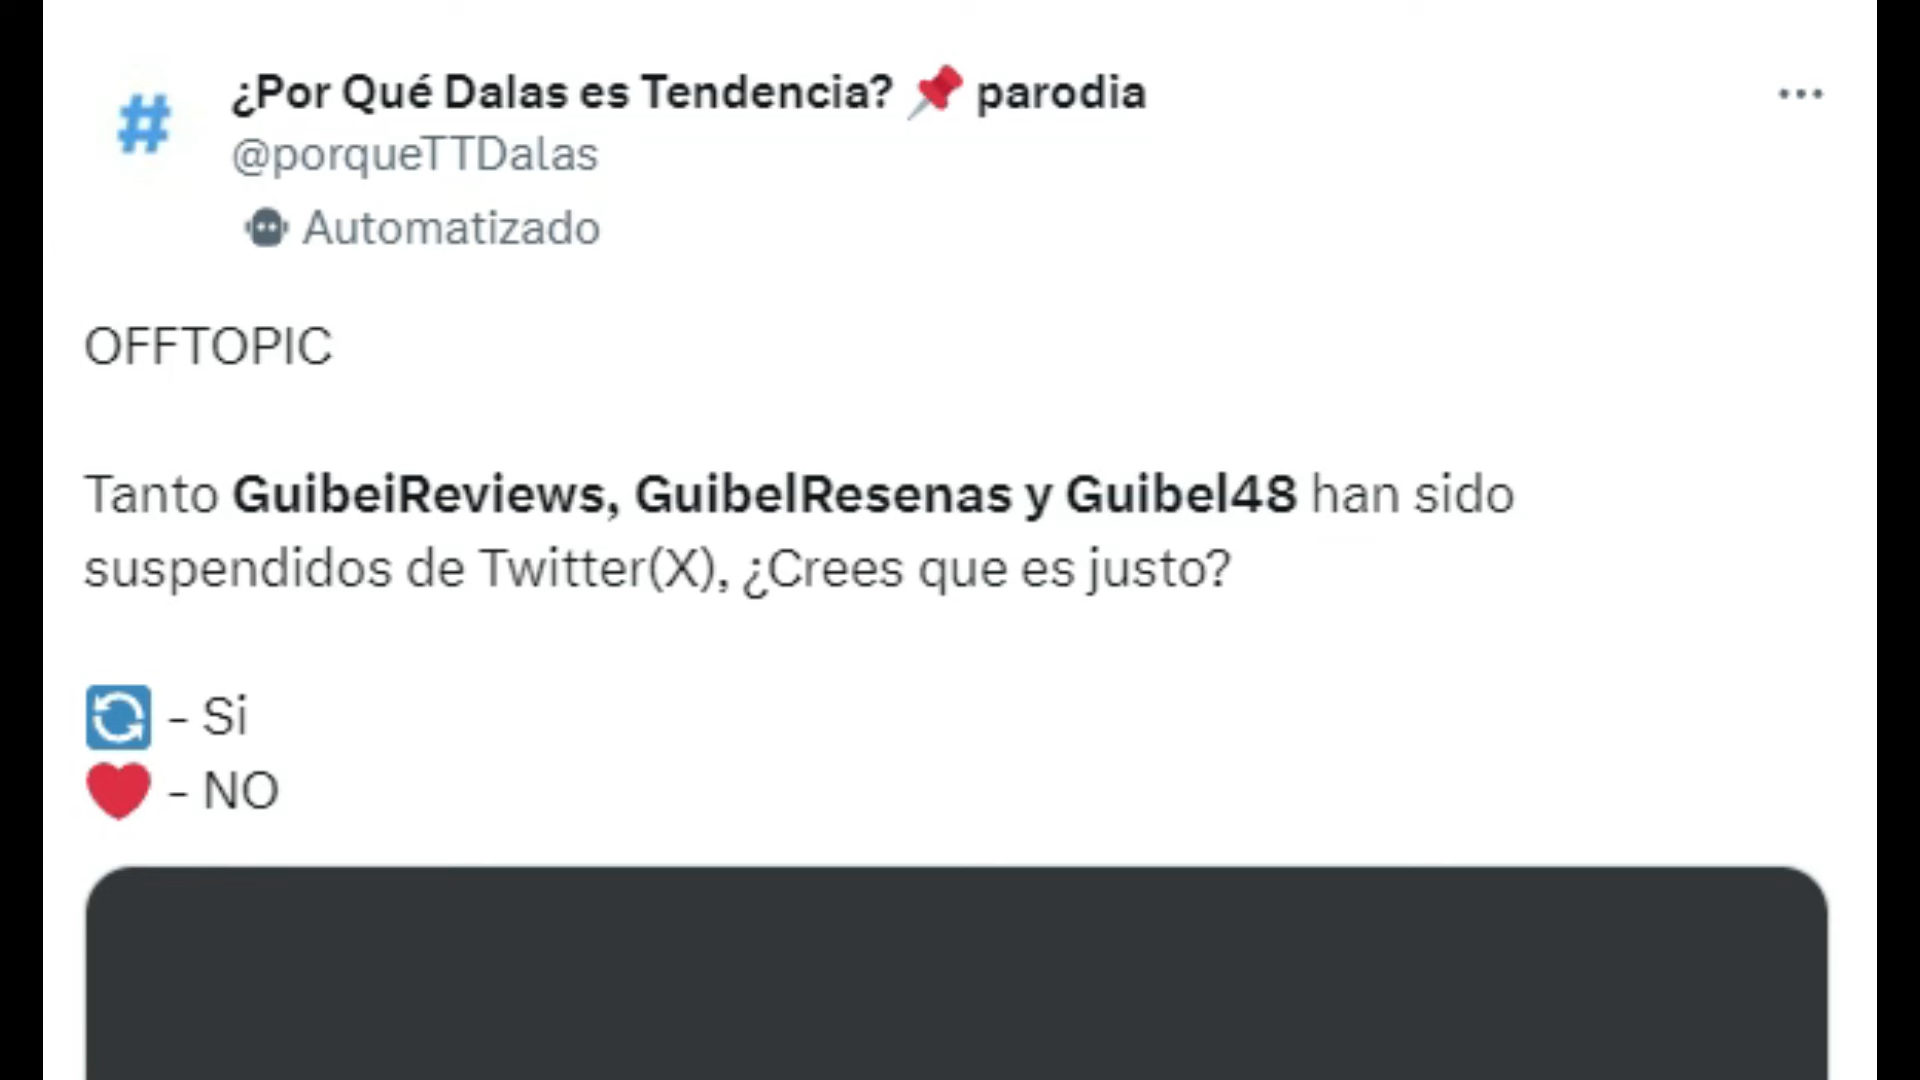 ¿Por Qué Dalas es Tendencia? 📌 parodia
@porqueTTDalas
Automatizado
OFFTOPIC
Tanto GuibeiReviews, GuibelResenas y Guibel48 han sido
suspendidos de Twitter(X), ¿Crees que es justo?
🔄 - Si
❤️ - NO